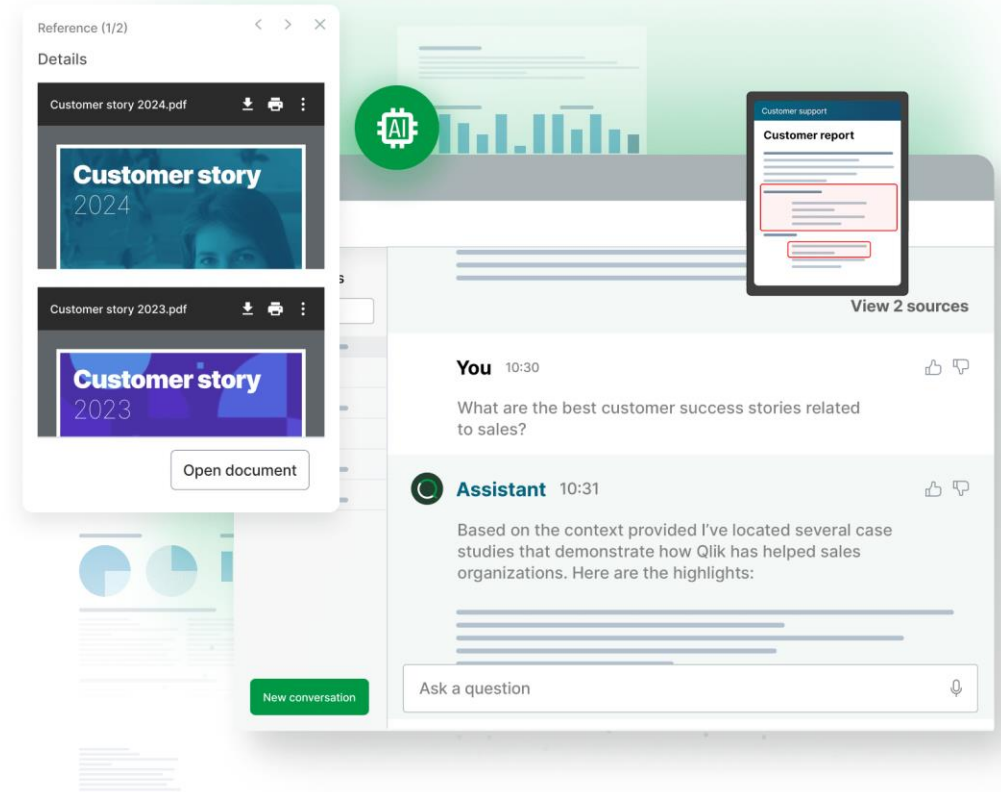 Reference (1/2)
Details
Customer story 2024.pdf
Customer story
2024
Customer story 2023.pdf
Customer story
2023
Open document
AI
Customer support
Customer report
s
View 2 sources
You 10:30
What are the best customer success stories related
to sales?
Assistant 10:31
Based on the context provided I've located several case
studies that demonstrate how Qlik has helped sales
organizations. Here are the highlights:
New conversation
Ask a question